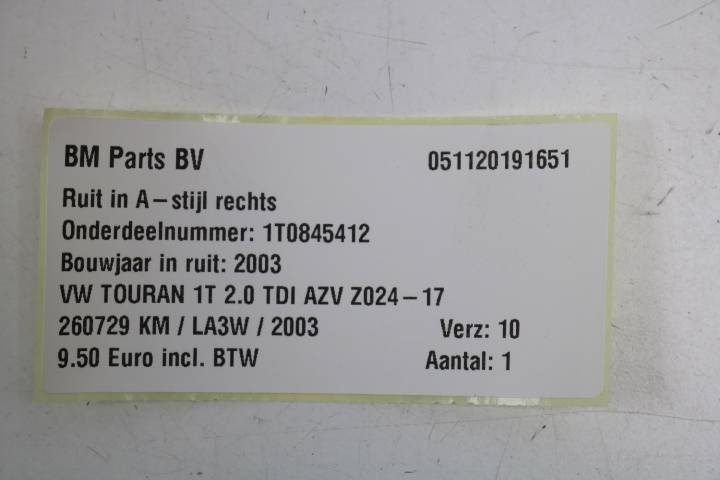 BM Parts BV 051120191651
Ruit in A-stijl rechts
Onderdeelnummer: 1T0845412
Bouwjaar in ruit: 2003
VW TOURAN 1T 2.0 TDI AZV Z024-17
260729 KM / LA3W / 2003 Verz: 10
9.50 Euro incl. BTW Aantal: 1